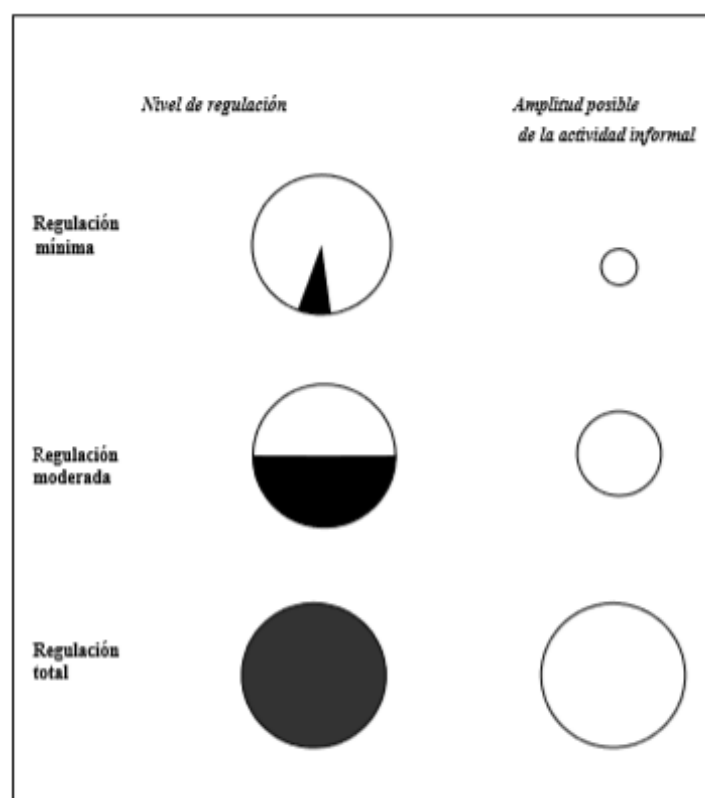 Nivel de regulación
Amplitud posible
de la actividad informal
Regulación
mínima
Regulación
moderada
Regulación
total